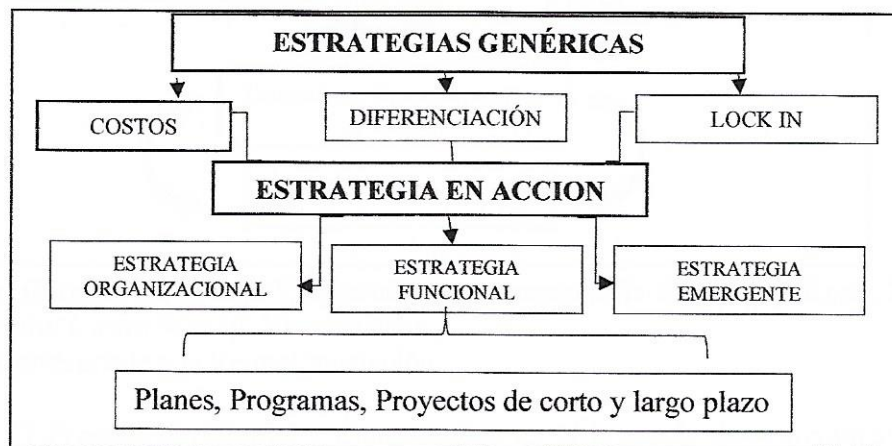 ESTRATEGIAS GENÉRICAS
COSTOS
DIFERENCIACIÓN
LOCK IN
ESTRATEGIA EN ACCION
ESTRATEGIA
ORGANIZACIONAL
ESTRATEGIA
FUNCIONAL
ESTRATEGIA
EMERGENTE
Planes, Programas, Proyectos de corto y largo plazo